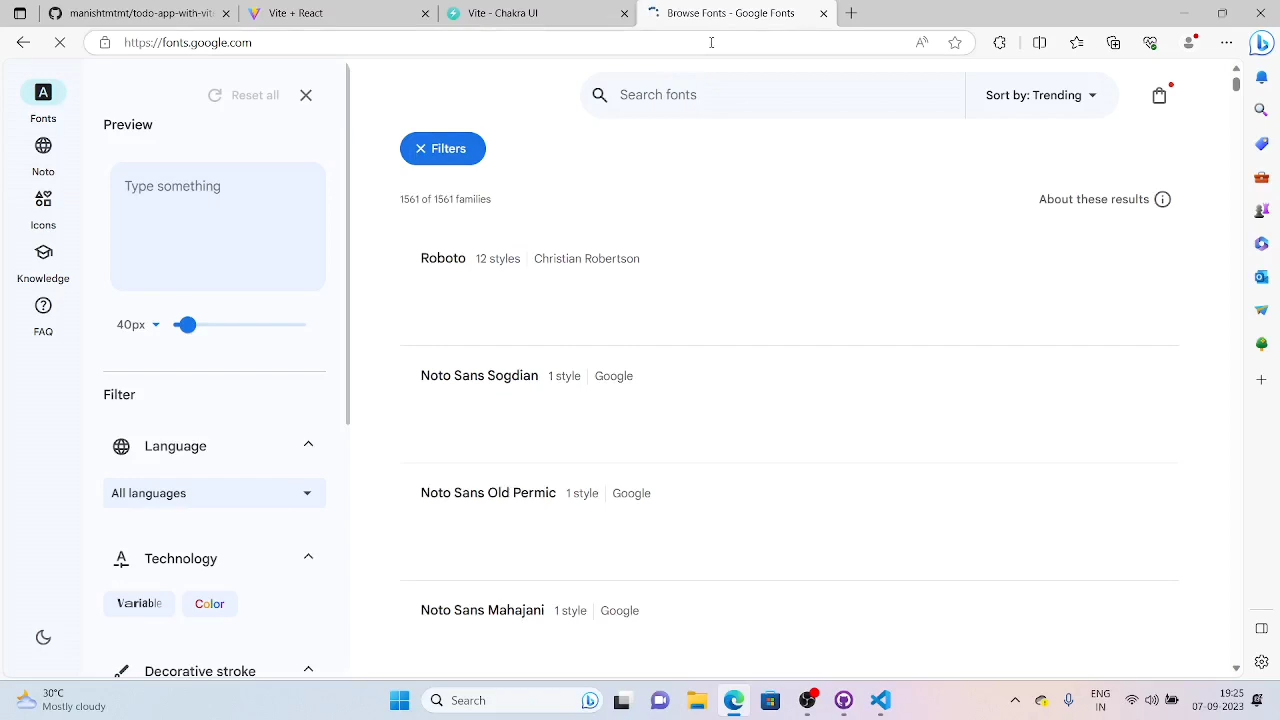 manishtmtmt/todo-app-with-vit
Vite + React
Vite - Chakra UI
Browse Fonts - Google Fonts
https://fonts.google.com
A
Fonts
Noto
Icons
Knowledge
FAQ
Reset all
Preview
Type something
40px
Filter
Language
All languages
Technology
Variable
Color
Decorative stroke
Search fonts
Sort by: Trending
Filters
1561 of 1561 families
About these results
Roboto 12 styles Christian Robertson
Noto Sans Sogdian 1 style Google
Noto Sans Old Permic 1 style Google
Noto Sans Mahajani 1 style Google
30°C
Mostly cloudy
Search
ENG
IN
19:25
07-09-2023